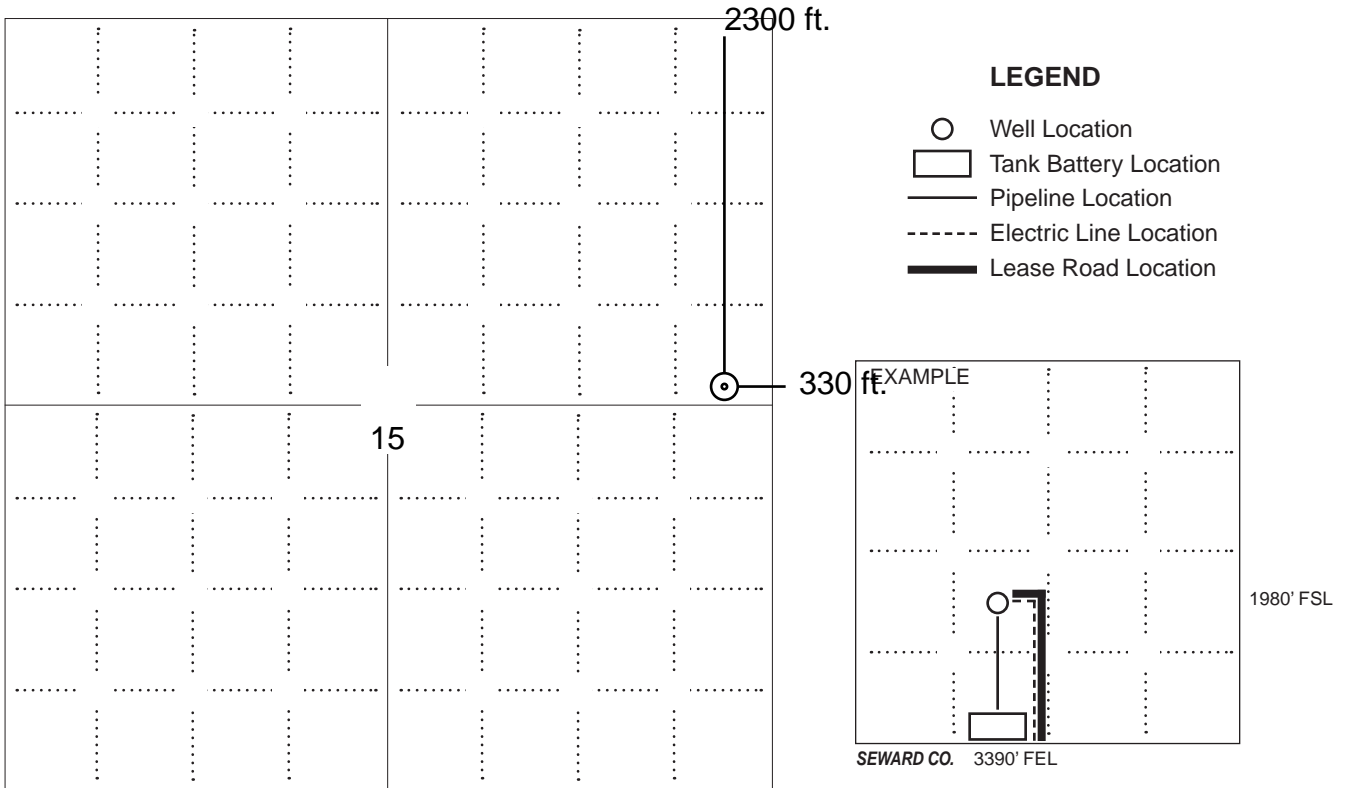 2300 ft.
LEGEND
Well Location
Tank Battery Location
Pipeline Location
Electric Line Location
Lease Road Location
330 ft.
EXAMPLE
15
1980’ FSL
SEWARD CO. 3390’ FEL